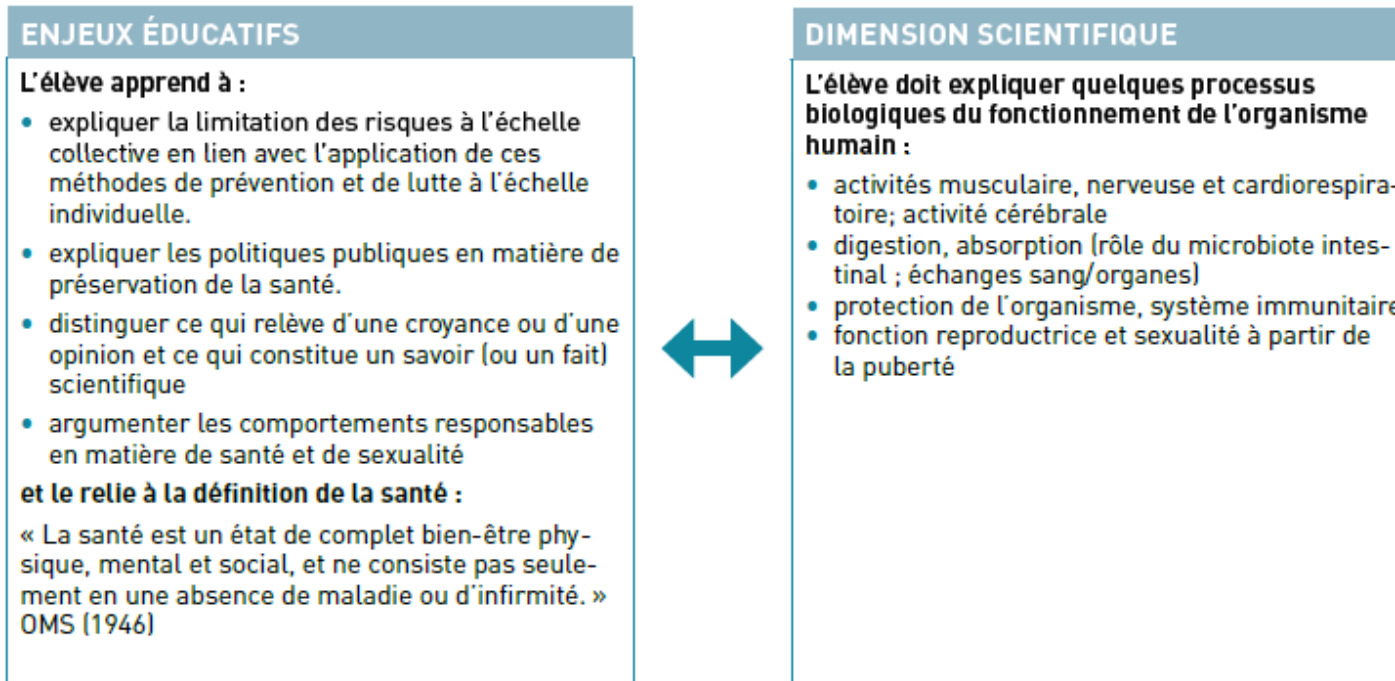 ENJEUX ÉDUCATIFS
L'élève apprend à :
• expliquer la limitation des risques à l'échelle
collective en lien avec l'application de ces
méthodes de prévention et de lutte à l'échelle
individuelle.
• expliquer les politiques publiques en matière de
préservation de la santé.
• distinguer ce qui relève d'une croyance ou d'une
opinion et ce qui constitue un savoir (ou un fait)
scientifique
• argumenter les comportements responsables
en matière de santé et de sexualité
et le relie à la définition de la santé :
« La santé est un état de complet bien-être phy-
sique, mental et social, et ne consiste pas seule-
ment en une absence de maladie ou d'infirmité. »
OMS (1946)
DIMENSION SCIENTIFIQUE
L'élève doit expliquer quelques processus
biologiques du fonctionnement de l'organisme
humain :
• activités musculaire, nerveuse et cardiorespira-
toire; activité cérébrale
• digestion, absorption (rôle du microbiote intes-
tinal ; échanges sang/organes)
• protection de l'organisme, système immunitaire
• fonction reproductrice et sexualité à partir de
la puberté